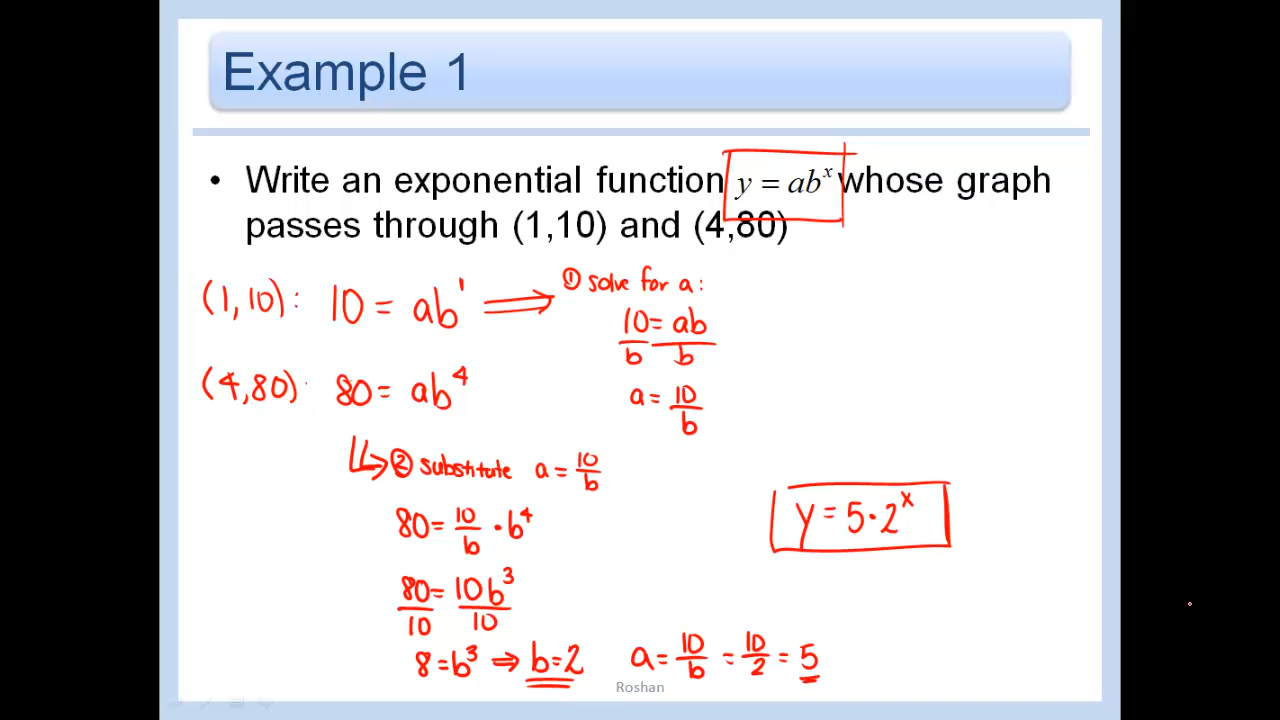 Example 1
• Write an exponential function y = ab^x whose graph
passes through (1,10) and (4,80)
(1,10): 10 = ab^1 ⇒
① solve for a:
10 = ab
b b
a = 10/b
(4,80): 80 = ab^4
② substitute a = 10/b
80 = 10/b · b^4
80 = 10b^3
10 10
8 = b^3 ⇒ b = 2
a = 10/b = 10/2 = 5
y = 5·2^x
Roshan